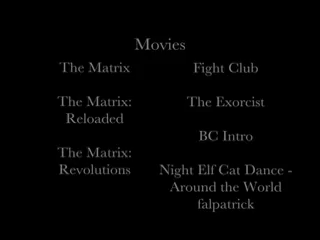 Movies
The Matrix
The Matrix:
Reloaded
The Matrix:
Revolutions
Fight Club
The Exorcist
BC Intro
Night Elf Cat Dance -
Around the World
falpatrick